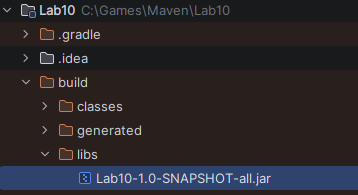 Lab10 C:\Games\Maven\Lab10
.gradle
.idea
build
classes
generated
libs
Lab10-1.0-SNAPSHOT-all.jar